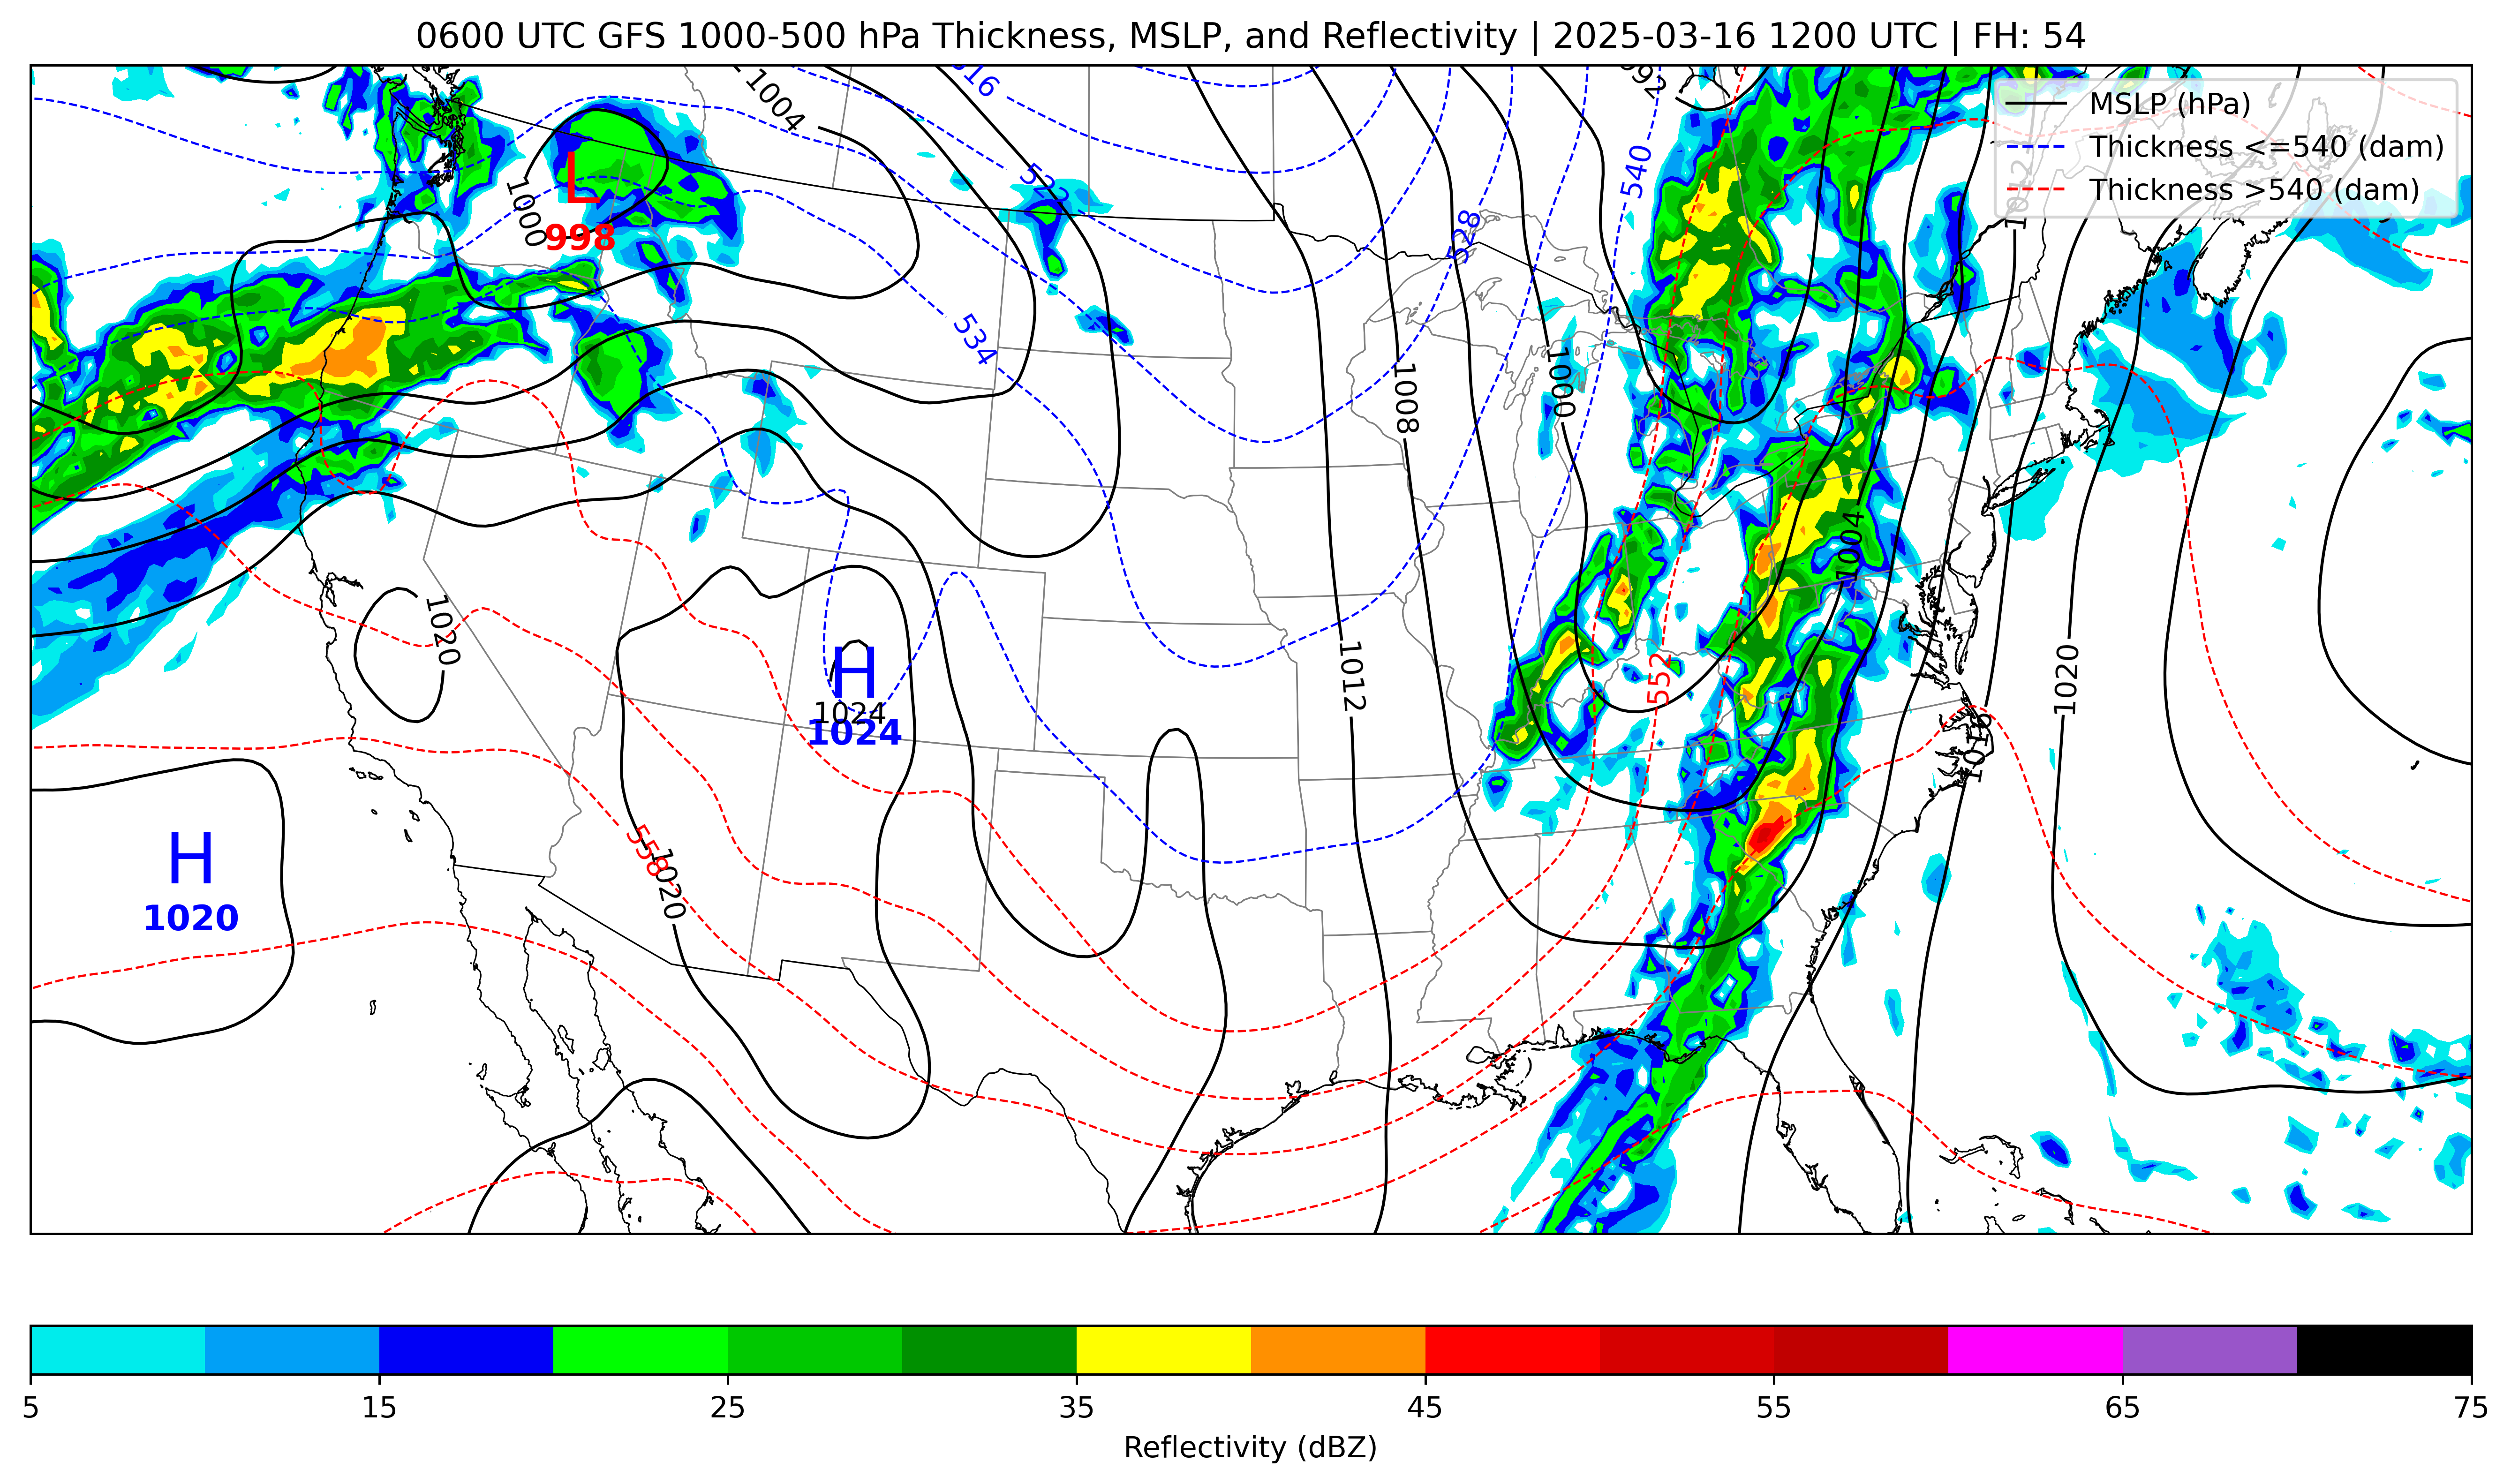 0600 UTC GFS 1000-500 hPa Thickness, MSLP, and Reflectivity | 2025-03-16 1200 UTC | FH: 54
MSLP (hPa)
Thickness <=540 (dam)
Thickness >540 (dam)
1004
516
992
540
522
528
1012
L
998
1000
534
1000
1008
1004
1020
H
1024
1024
1012
552
1020
1016
558
1020
H
1020
5 15 25 35 45 55 65 75
Reflectivity (dBZ)